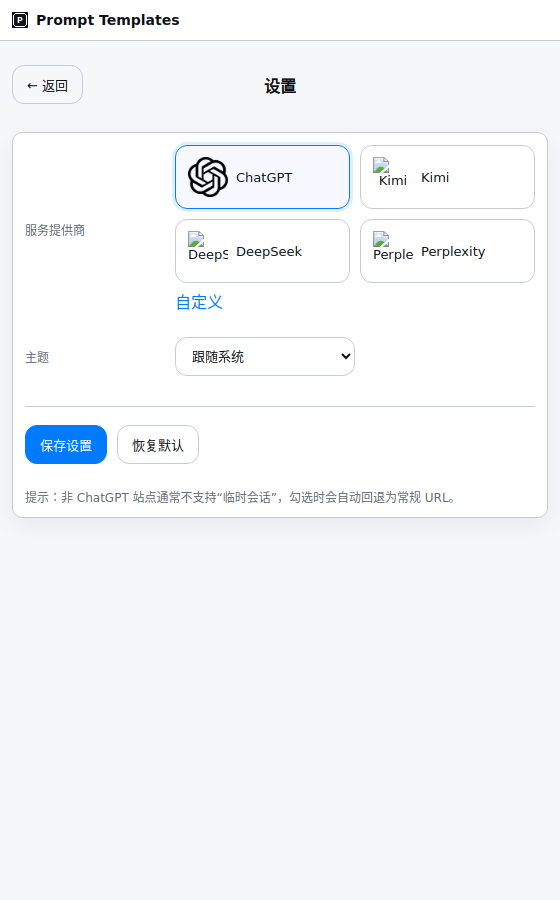 P Prompt Templates
← 返回
设置
服务提供商
ChatGPT
Kimi Kimi
DeepS DeepSeek
Perple Perplexity
自定义
主题
跟随系统
保存设置
恢复默认
提示：非 ChatGPT 站点通常不支持“临时会话”，勾选时会自动回退为常规 URL。